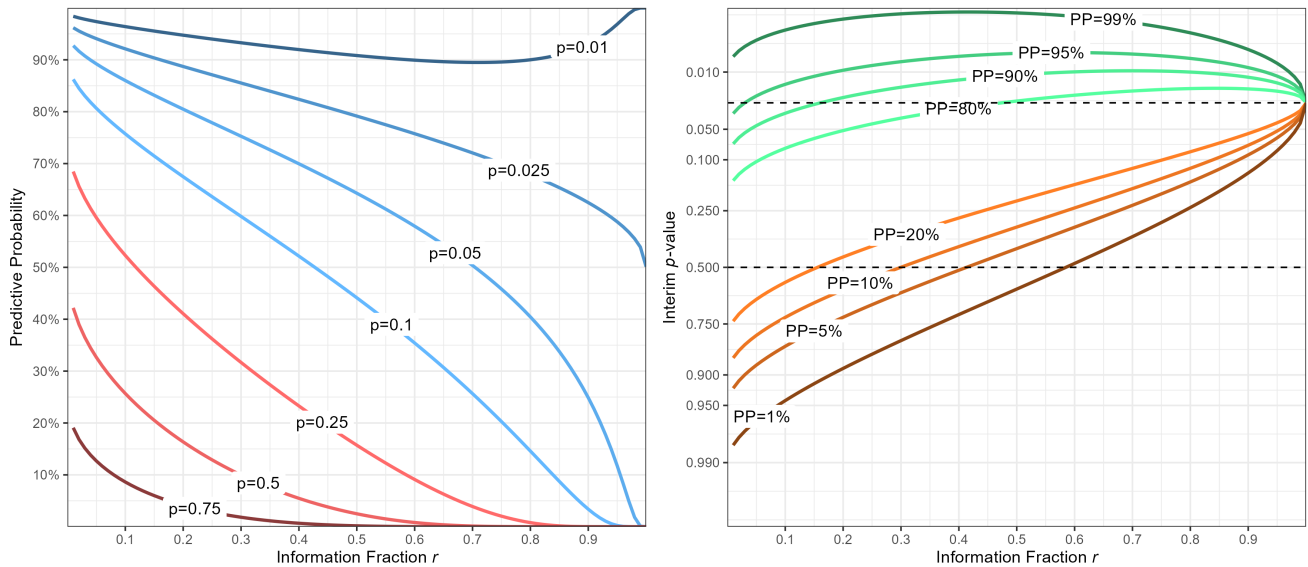 Predictive Probability
90%
80%
70%
60%
50%
40%
30%
20%
10%
p=0.01
p=0.025
p=0.05
p=0.1
p=0.25
p=0.5
p=0.75
0.1 0.2 0.3 0.4 0.5 0.6 0.7 0.8 0.9
Information Fraction r
Interim p-value
0.010
0.050
0.100
0.250
0.500
0.750
0.900
0.950
0.990
PP=99%
PP=95%
PP=90%
PP=80%
PP=20%
PP=10%
PP=5%
PP=1%
0.1 0.2 0.3 0.4 0.5 0.6 0.7 0.8 0.9
Information Fraction r